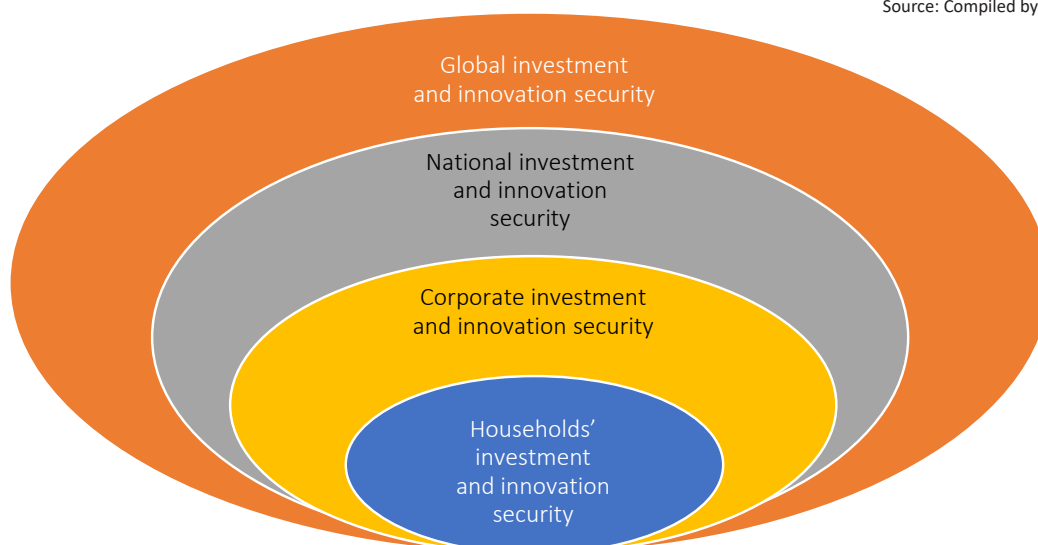 Source: Compiled by
Global investment
and innovation security
National investment
and innovation
security
Corporate investment
and innovation security
Households’
investment
and innovation
security